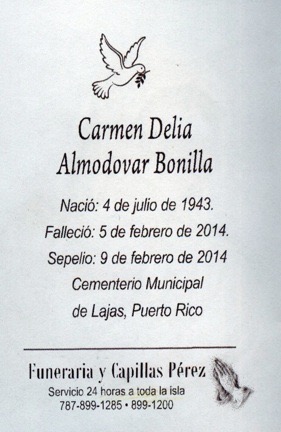 Carmen Delia
Almodovar Bonilla
Nació: 4 de julio de 1943.
Falleció: 5 de febrero de 2014.
Sepelio: 9 de febrero de 2014
Cementerio Municipal
de Lajas, Puerto Rico
Funeraria y Capillas Pérez
Servicio 24 horas a toda la isla
787-899-1285 • 899-1200